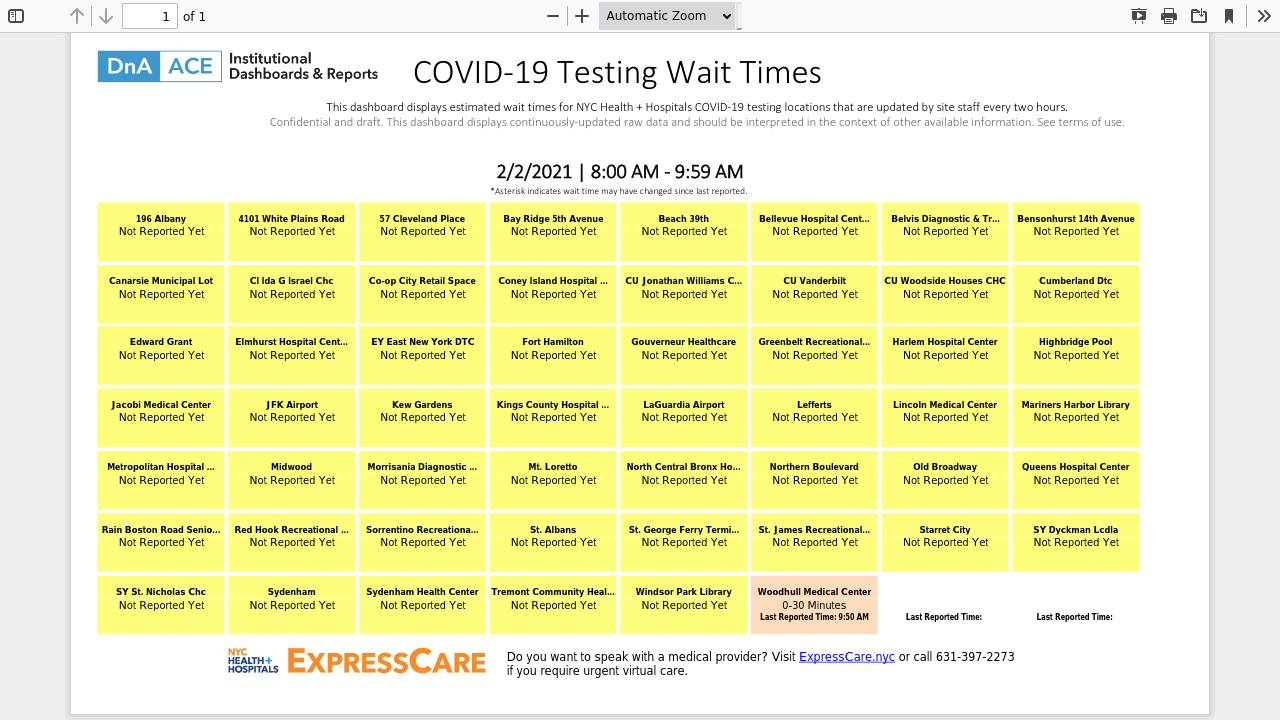 1 of 1 Automatic Zoom
DnA ACE Institutional
Dashboards & Reports
COVID-19 Testing Wait Times
This dashboard displays estimated wait times for NYC Health + Hospitals COVID-19 testing locations that are updated by site staff every two hours.
Confidential and draft. This dashboard displays continuously-updated raw data and should be interpreted in the context of other available information. See terms of use.
2/2/2021 | 8:00 AM - 9:59 AM
*Asterisk indicates wait time may have changed since last reported.
196 Albany 4101 White Plains Road 57 Cleveland Place Bay Ridge 5th Avenue Beach 39th Bellevue Hospital Cent... Belvis Diagnostic & Tr... Bensonhurst 14th Avenue
Not Reported Yet Not Reported Yet Not Reported Yet Not Reported Yet Not Reported Yet Not Reported Yet Not Reported Yet Not Reported Yet
Canarsie Municipal Lot CI Ida G Israel Chc Co-op City Retail Space Coney Island Hospital ... CU Jonathan Williams C... CU Vanderbilt CU Woodside Houses CHC Cumberland Dtc
Not Reported Yet Not Reported Yet Not Reported Yet Not Reported Yet Not Reported Yet Not Reported Yet Not Reported Yet Not Reported Yet
Edward Grant Elmhurst Hospital Cent... EY East New York DTC Fort Hamilton Gouverneur Healthcare Greenbelt Recreational... Harlem Hospital Center Highbridge Pool
Not Reported Yet Not Reported Yet Not Reported Yet Not Reported Yet Not Reported Yet Not Reported Yet Not Reported Yet Not Reported Yet
Jacobi Medical Center JFK Airport Kew Gardens Kings County Hospital ... LaGuardia Airport Lefferts Lincoln Medical Center Mariners Harbor Library
Not Reported Yet Not Reported Yet Not Reported Yet Not Reported Yet Not Reported Yet Not Reported Yet Not Reported Yet Not Reported Yet
Metropolitan Hospital ... Midwood Morrisania Diagnostic ... Mt. Loretto North Central Bronx Ho... Northern Boulevard Old Broadway Queens Hospital Center
Not Reported Yet Not Reported Yet Not Reported Yet Not Reported Yet Not Reported Yet Not Reported Yet Not Reported Yet Not Reported Yet
Rain Boston Road Senio... Red Hook Recreational ... Sorrentino Recreationa... St. Albans St. George Ferry Termi... St. James Recreational... Starret City SY Dyckman Lcdla
Not Reported Yet Not Reported Yet Not Reported Yet Not Reported Yet Not Reported Yet Not Reported Yet Not Reported Yet Not Reported Yet
SY St. Nicholas Chc Sydenham Sydenham Health Center Tremont Community Heal... Windsor Park Library Woodhull Medical Center
Not Reported Yet Not Reported Yet Not Reported Yet Not Reported Yet Not Reported Yet 0-30 Minutes
Last Reported Time: 9:50 AM Last Reported Time: Last Reported Time:
NYC
HEALTH+
HOSPITALS
EXPRESSCARE
Do you want to speak with a medical provider? Visit ExpressCare.nyc or call 631-397-2273
if you require urgent virtual care.